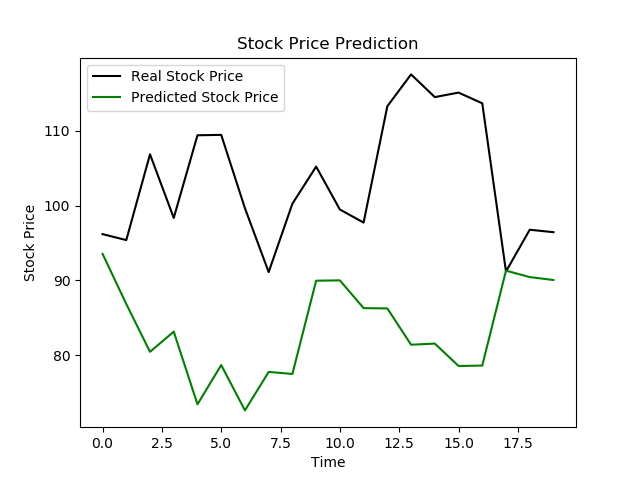 Stock Price Prediction
Real Stock Price
Predicted Stock Price
Stock Price
110
100
90
80
0.0 2.5 5.0 7.5 10.0 12.5 15.0 17.5
Time